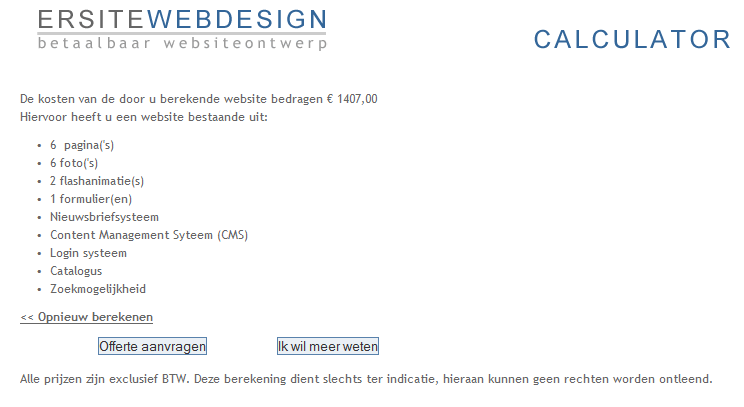 ERSITEWEBDESIGN
betaalbaar websiteontwerp
CALCULATOR
De kosten van de door u berekende website bedragen € 1407,00
Hiervoor heeft u een website bestaande uit:
• 6 pagina('s)
• 6 foto('s)
• 2 flashanimatie(s)
• 1 formulier(en)
• Nieuwsbriefsysteem
• Content Management Syteem (CMS)
• Login systeem
• Catalogus
• Zoekmogelijkheid
<< Opnieuw berekenen
Offerte aanvragen Ik wil meer weten
Alle prijzen zijn exclusief BTW. Deze berekening dient slechts ter indicatie, hieraan kunnen geen rechten worden ontleend.